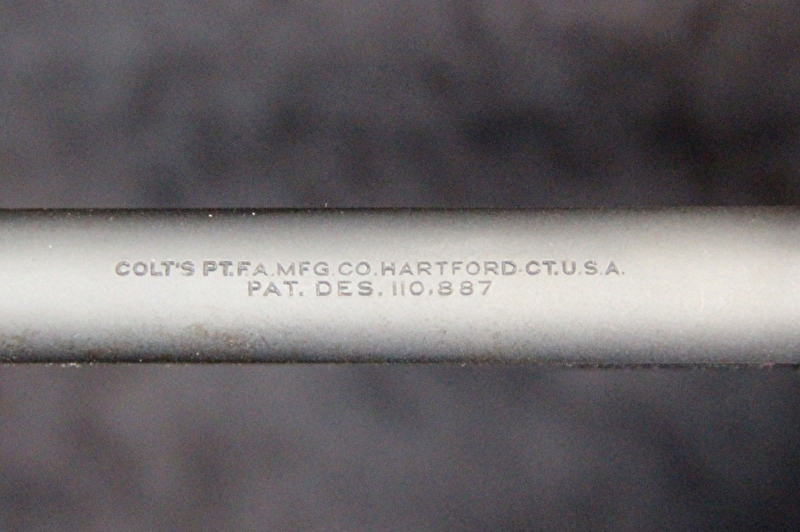 COLT'S PT.F.A.MFG.CO.HARTFORD.CT.U.S.A.
PAT. DES. 110,887